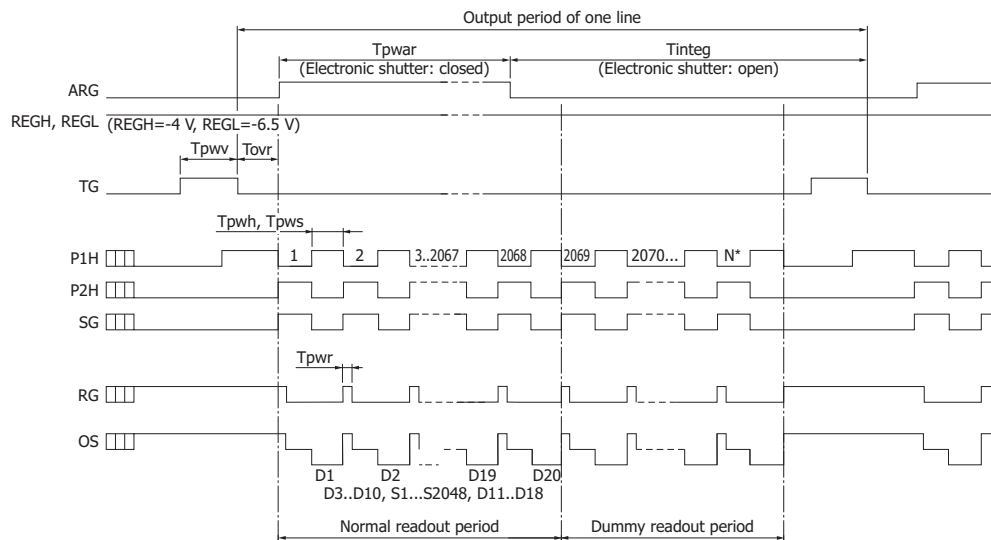 Output period of one line
Tpwar
Tinteg
(Electronic shutter: closed)
(Electronic shutter: open)
ARG
REGH, REGL
(REGH=-4 V, REGL=-6.5 V)
Tpwv
Tovr
TG
Tpwh, Tpws
P1H
1
2
3..2067
2068
2069
2070...
N*
P2H
SG
Tpwr
RG
OS
D1
D2
D19
D20
D3..D10, S1...S2048, D11..D18
Normal readout period
Dummy readout period